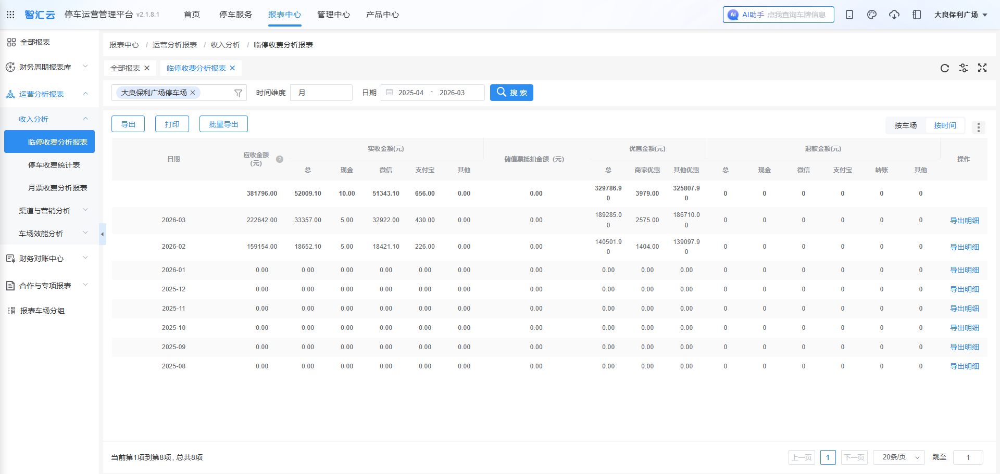 智汇云 停车运营管理平台 v2.1.8.1 首页 停车服务 报表中心 管理中心 产品中心 AI AI助手 点我查询车牌信息 大良保利广场
全部报表
财务周期报表库
运营分析报表
收入分析
临停收费分析报表
停车收费统计表
月票收费分析报表
渠道与营销分析
车场效能分析
财务对账中心
合作与专项报表
报表车场分组
报表中心 / 运营分析报表 / 收入分析 / 临停收费分析报表
全部报表 临停收费分析报表
大良保利广场停车场 时间维度 月 日期 2025-04 - 2026-03 搜 索
导出 打印 批量导出 按车场 按时间
日期 应收金额(元) ? 实收金额(元) 储值票抵扣金额（元） 优惠金额(元) 退款金额(元) 操作
总 现金 微信 支付宝 其他 总 商家优惠 其他优惠 总 现金 微信 支付宝 转账 其他
381796.00 52009.10 10.00 51343.10 656.00 0.00 0.00 329786.90 3979.00 325807.90 0 0 0 0 0 0
2026-03 222642.00 33357.00 5.00 32922.00 430.00 0.00 0.00 189285.00 2575.00 186710.00 0 0 0 0 0 0 导出明细
2026-02 159154.00 18652.10 5.00 18421.10 226.00 0.00 0.00 140501.90 1404.00 139097.90 0 0 0 0 0 0 导出明细
2026-01 0.00 0.00 0.00 0.00 0.00 0.00 0.00 0.00 0.00 0.00 0 0 0 0 0 0 导出明细
2025-12 0.00 0.00 0.00 0.00 0.00 0.00 0.00 0.00 0.00 0.00 0 0 0 0 0 0 导出明细
2025-11 0.00 0.00 0.00 0.00 0.00 0.00 0.00 0.00 0.00 0.00 0 0 0 0 0 0 导出明细
2025-10 0.00 0.00 0.00 0.00 0.00 0.00 0.00 0.00 0.00 0.00 0 0 0 0 0 0 导出明细
2025-09 0.00 0.00 0.00 0.00 0.00 0.00 0.00 0.00 0.00 0.00 0 0 0 0 0 0 导出明细
2025-08 0.00 0.00 0.00 0.00 0.00 0.00 0.00 0.00 0.00 0.00 0 0 0 0 0 0 导出明细
当前第1项到第8项, 总共8项 上一页 1 下一页 20条/页 跳至 1